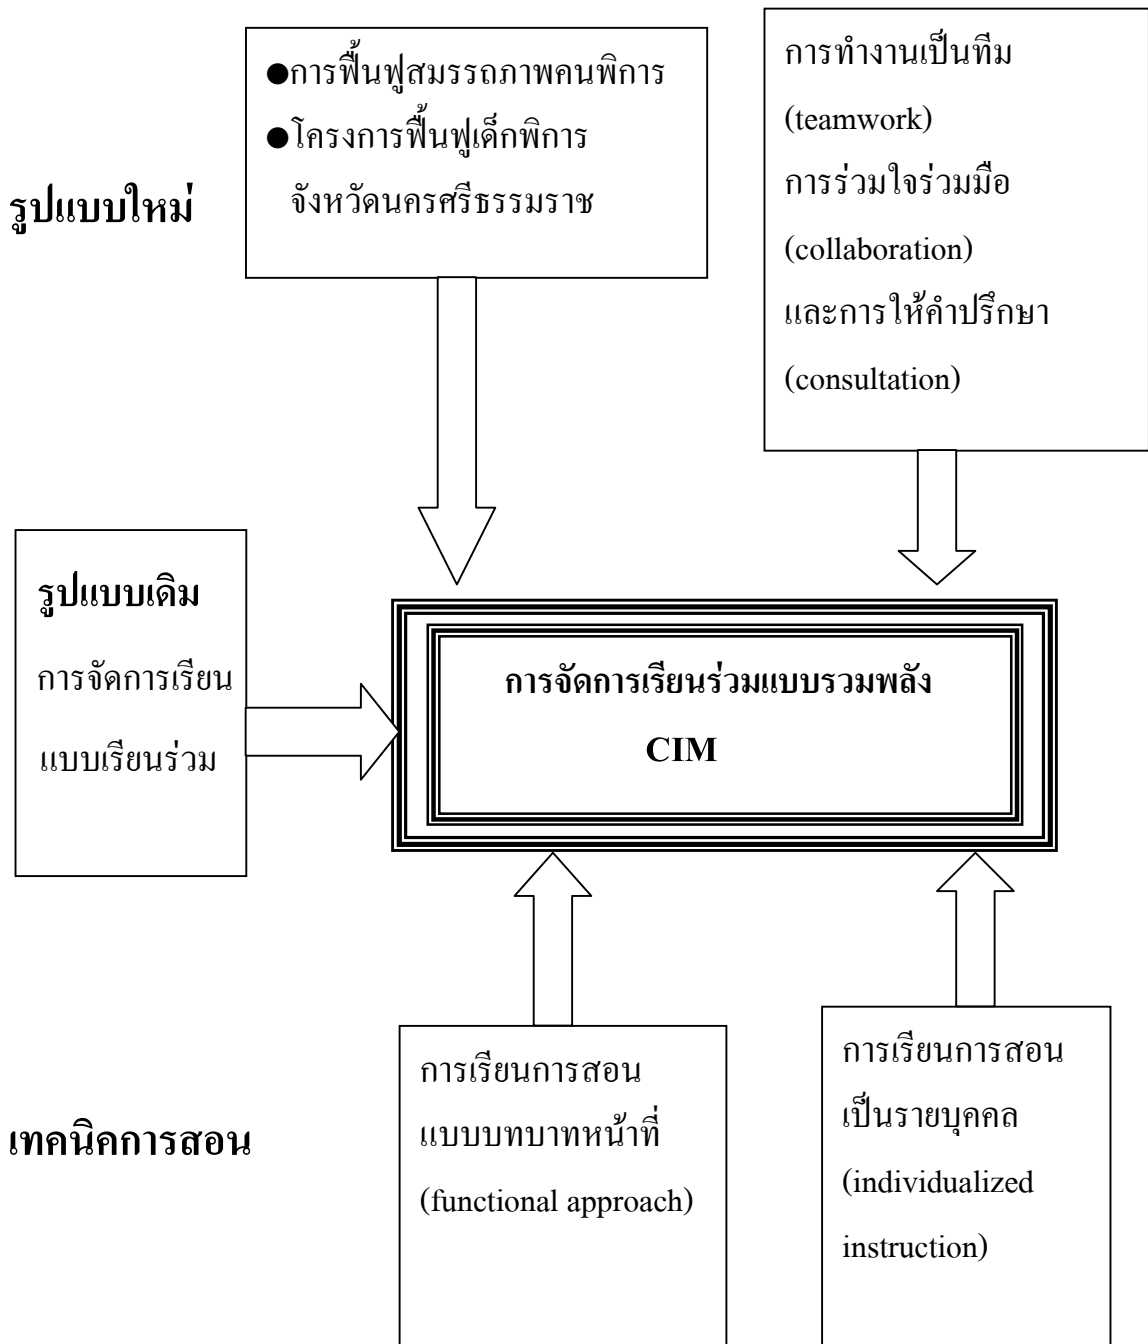 ●การฟื้นฟูสมรรถภาพคนพิการ
●โครงการฟื้นฟูเด็กพิการ
จังหวัดนครศรีธรรมราช
การทำงานเป็นทีม
(teamwork)
การร่วมใจร่วมมือ
(collaboration)
และการให้คำปรึกษา
(consultation)
รูปแบบใหม่
รูปแบบเดิม
การจัดการเรียน
แบบเรียนร่วม
การจัดการเรียนร่วมแบบรวมพลัง
CIM
เทคนิคการสอน
การเรียนการสอน
แบบบทบาทหน้าที่
(functional approach)
การเรียนการสอน
เป็นรายบุคคล
(individualized
instruction)